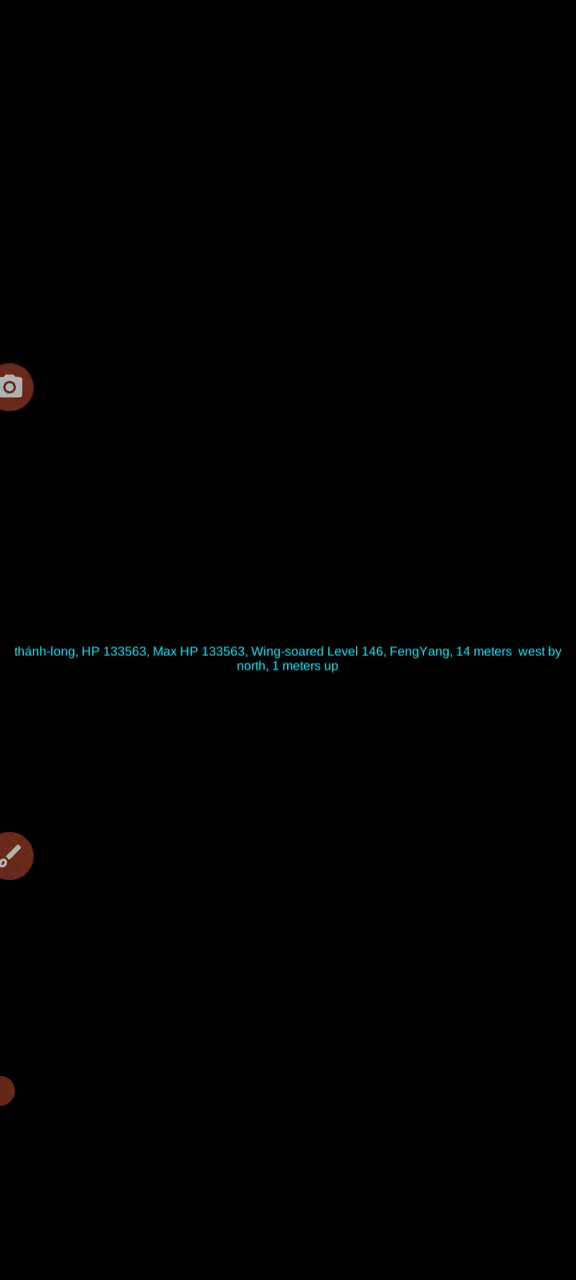 thánh-long, HP 133563, Max HP 133563, Wing-soared Level 146, FengYang, 14 meters  west by
north, 1 meters up